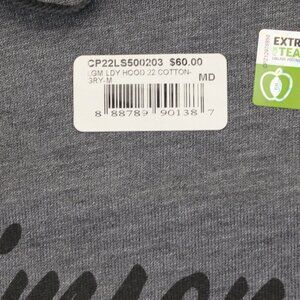 CP22LS500203 $60.00
LGM LDY HOOD 22 COTTON-
GRY-M
MD
8 88789 90138 7
EXTR
TEA